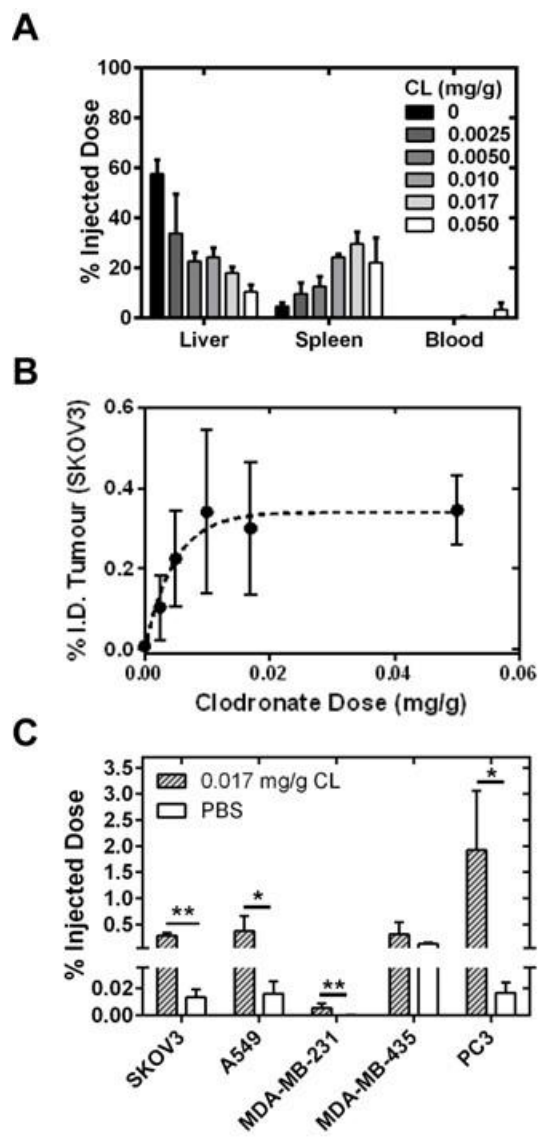 A
% Injected Dose
100
80
60
40
20
0
CL (mg/g)
0
0.0025
0.0050
0.010
0.017
0.050
Liver Spleen Blood
B
% I.D. Tumour (SKOV3)
0.6
0.4
0.2
0.0
0.00 0.02 0.04 0.06
Clodronate Dose (mg/g)
C
% Injected Dose
3.5
3.0
2.5
2.0
1.5
1.0
0.5
0.02
0.00
0.017 mg/g CL
PBS
**
*
**
*
SKOV3
A549
MDA-MB-231
MDA-MB-435
PC3